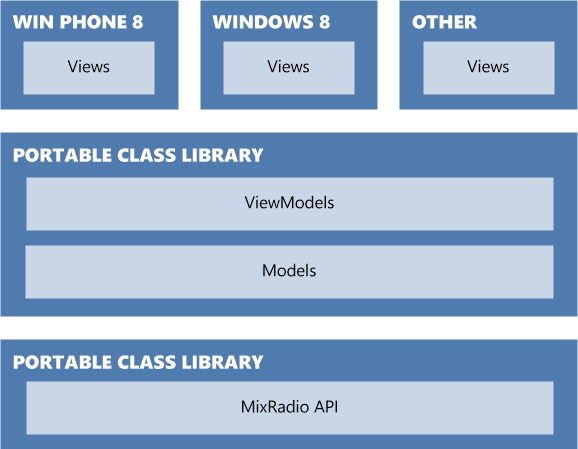 WIN PHONE 8
Views
WINDOWS 8
Views
OTHER
Views
PORTABLE CLASS LIBRARY
ViewModels
Models
PORTABLE CLASS LIBRARY
MixRadio API